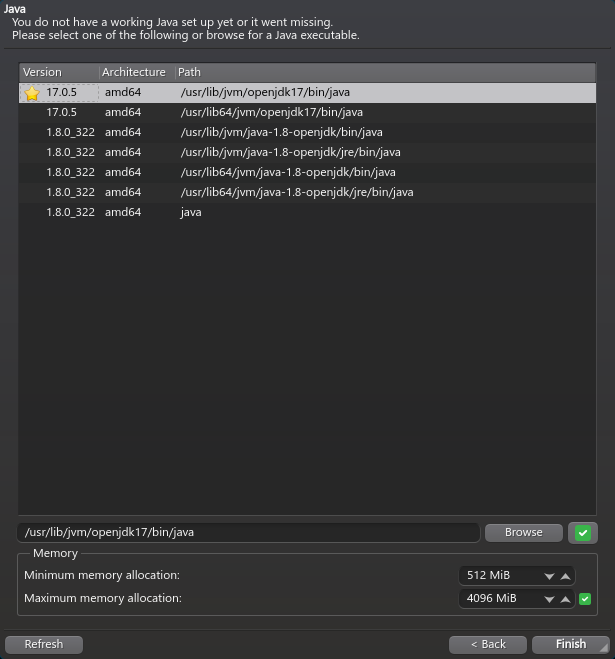 Java
You do not have a working Java set up yet or it went missing.
Please select one of the following or browse for a Java executable.
Version Architecture Path
17.0.5 amd64 /usr/lib/jvm/openjdk17/bin/java
17.0.5 amd64 /usr/lib64/jvm/openjdk17/bin/java
1.8.0_322 amd64 /usr/lib/jvm/java-1.8-openjdk/bin/java
1.8.0_322 amd64 /usr/lib/jvm/java-1.8-openjdk/jre/bin/java
1.8.0_322 amd64 /usr/lib64/jvm/java-1.8-openjdk/bin/java
1.8.0_322 amd64 /usr/lib64/jvm/java-1.8-openjdk/jre/bin/java
1.8.0_322 amd64 java
/usr/lib/jvm/openjdk17/bin/java Browse
Memory
Minimum memory allocation: 512 MiB
Maximum memory allocation: 4096 MiB
Refresh < Back Finish